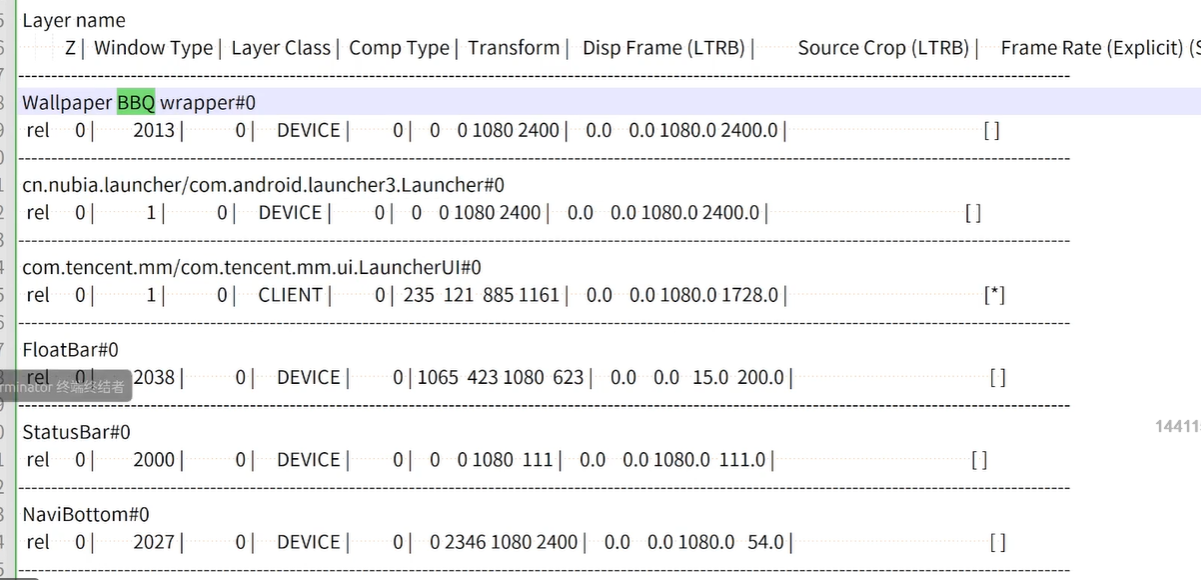 Layer name
Z | Window Type | Layer Class | Comp Type | Transform | Disp Frame (LTRB) | Source Crop (LTRB) | Frame Rate (Explicit) (S
---------------------------------------------------------------------------
Wallpaper BBQ wrapper#0
rel 0 | 2013 | 0 | DEVICE | 0 | 0 0 1080 2400 | 0.0 0.0 1080.0 2400.0 | [ ]
---------------------------------------------------------------------------
cn.nubia.launcher/com.android.launcher3.Launcher#0
rel 0 | 1 | 0 | DEVICE | 0 | 0 0 1080 2400 | 0.0 0.0 1080.0 2400.0 | [ ]
---------------------------------------------------------------------------
com.tencent.mm/com.tencent.mm.ui.LauncherUI#0
rel 0 | 1 | 0 | CLIENT | 0 | 235 121 885 1161 | 0.0 0.0 1080.0 1728.0 | [*]
---------------------------------------------------------------------------
FloatBar#0
rel 0 | 2038 | 0 | DEVICE | 0 | 1065 423 1080 623 | 0.0 0.0 15.0 200.0 | [ ]
rminator 终端终结者
---------------------------------------------------------------------------
14411
StatusBar#0
rel 0 | 2000 | 0 | DEVICE | 0 | 0 0 1080 111 | 0.0 0.0 1080.0 111.0 | [ ]
---------------------------------------------------------------------------
NaviBottom#0
rel 0 | 2027 | 0 | DEVICE | 0 | 0 2346 1080 2400 | 0.0 0.0 1080.0 54.0 | [ ]
---------------------------------------------------------------------------